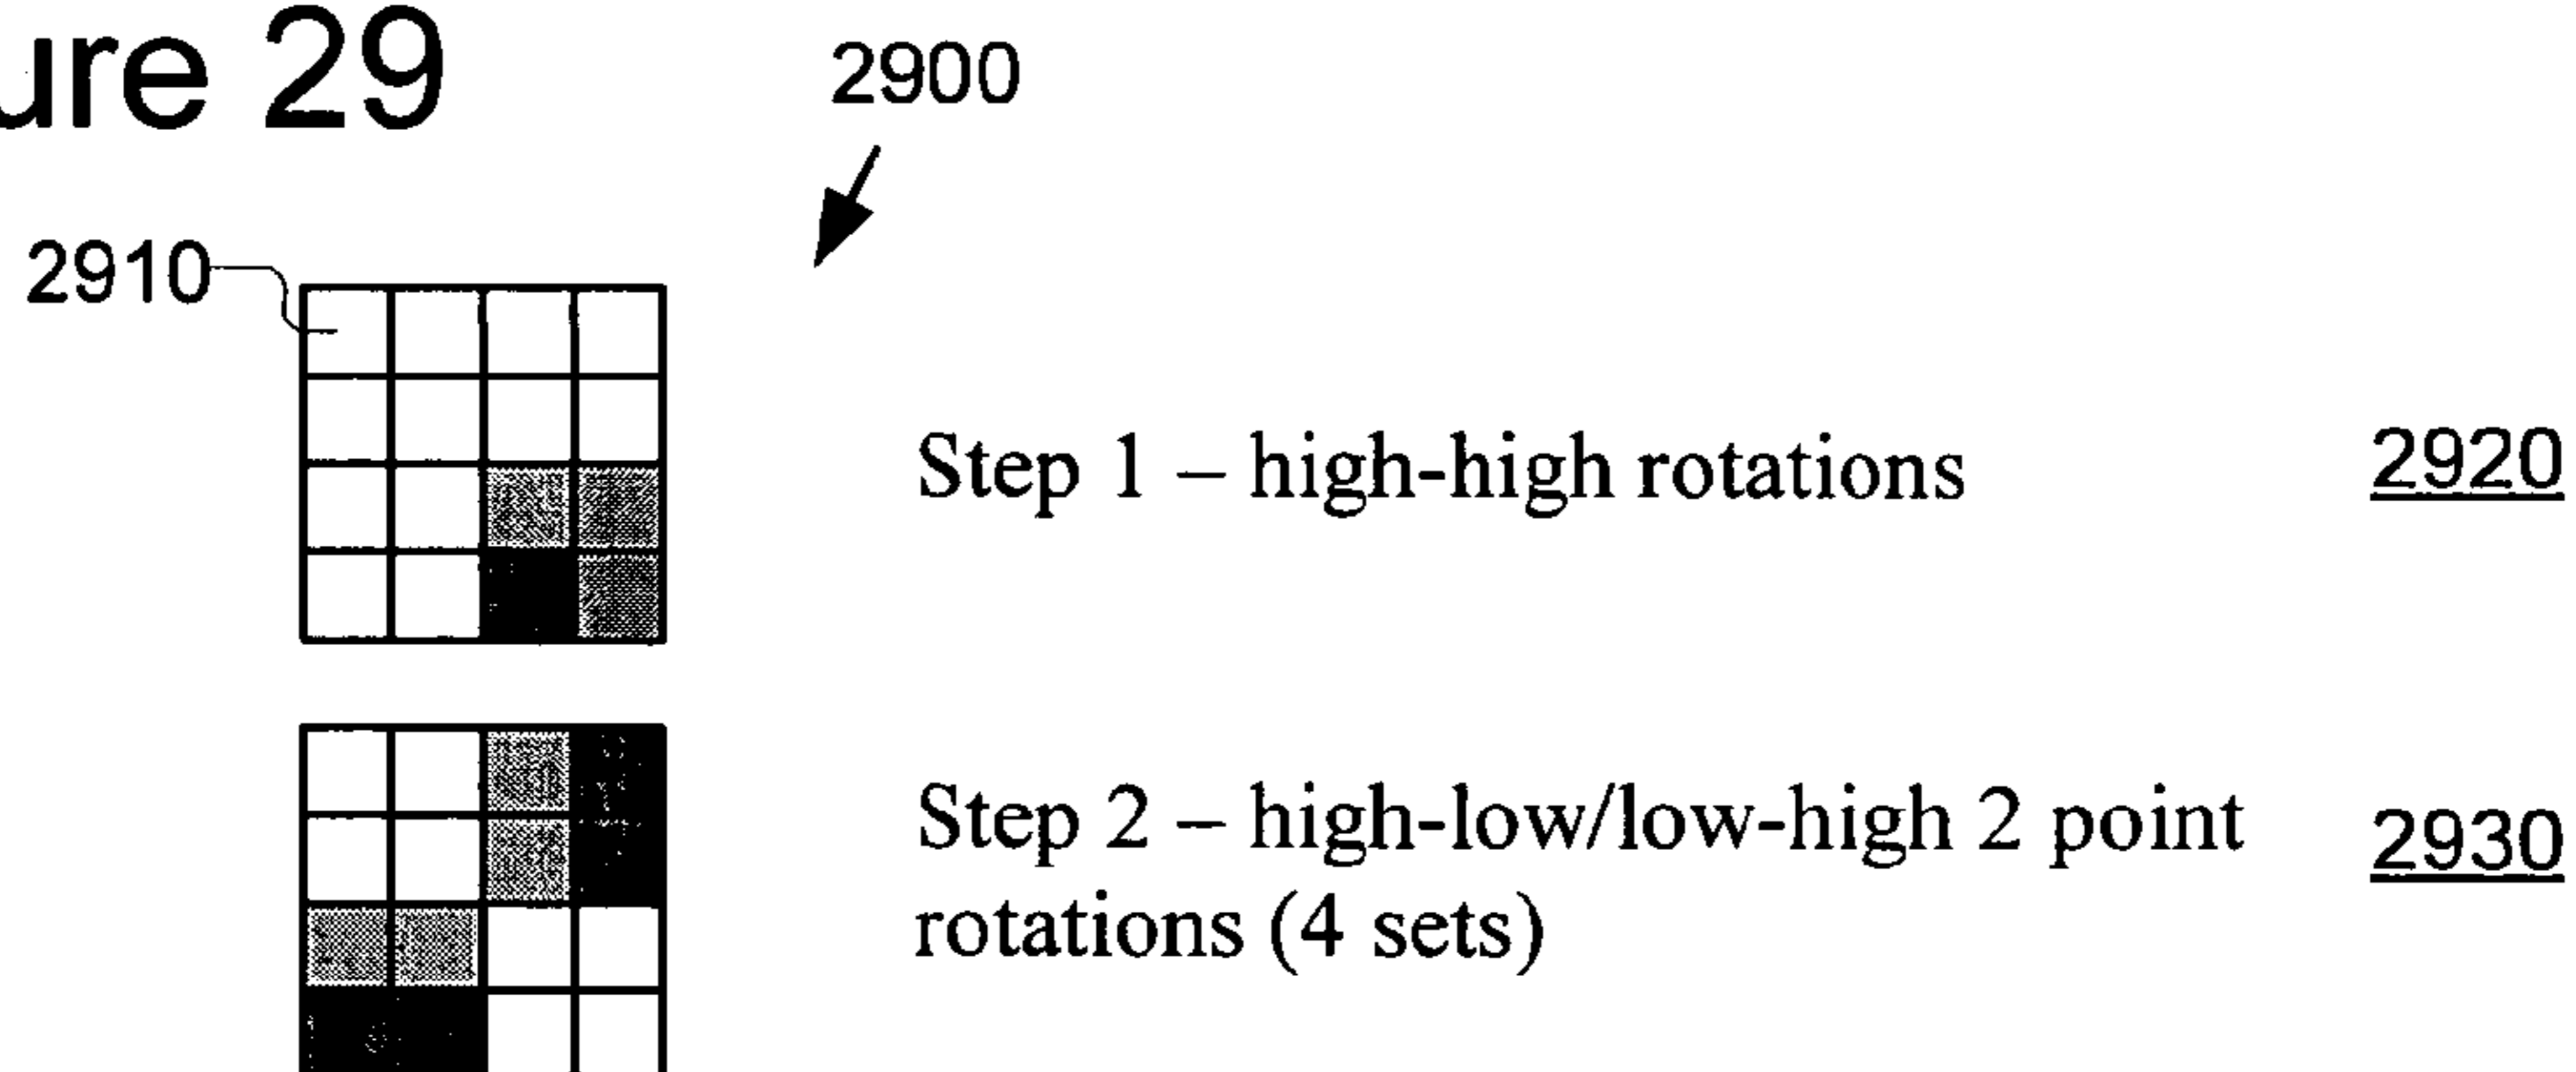 ure 29
2900
2910
Step 1 – high-high rotations 2920
Step 2 – high-low/low-high 2 point 2930
rotations (4 sets)